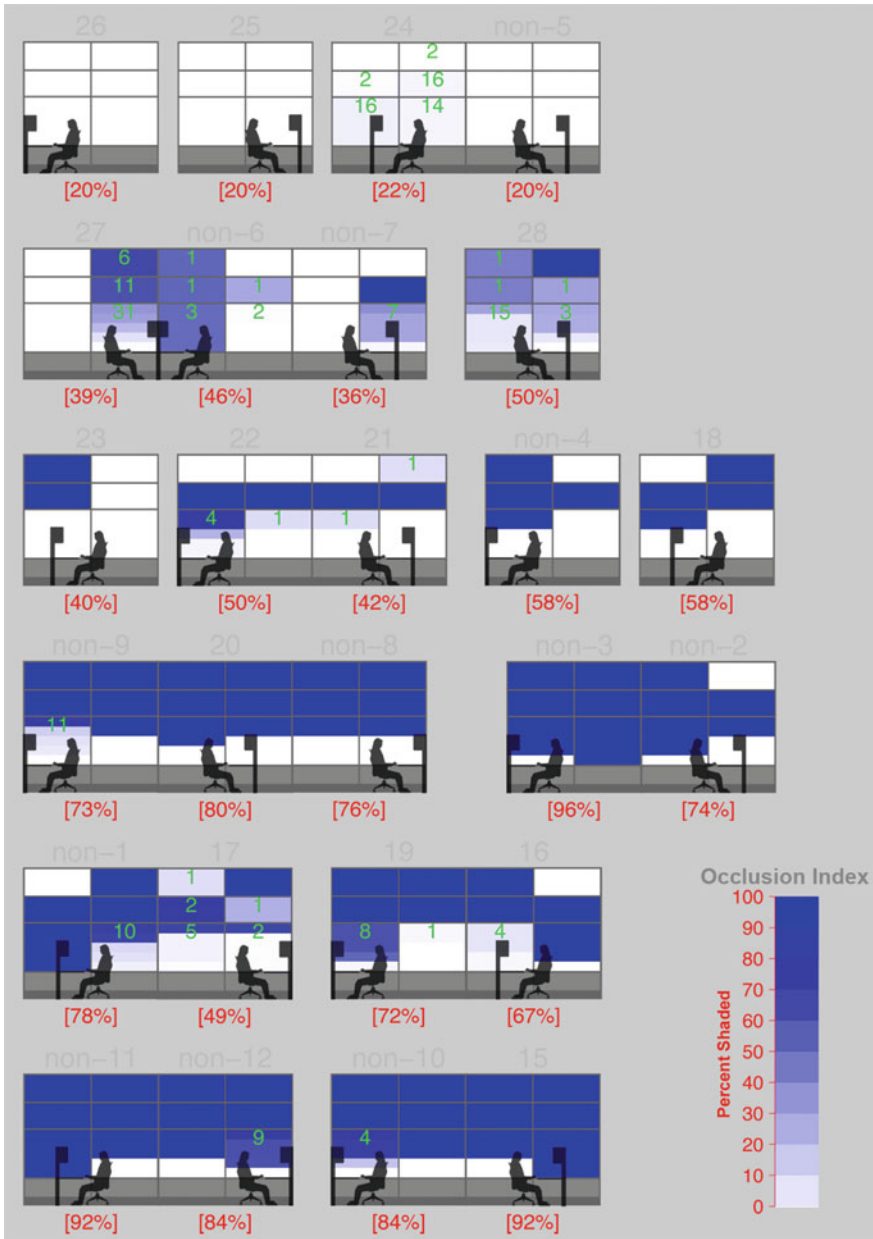 26 25 24 non-5
2
2 16
16 14
[20%] [20%] [22%] [20%]
27 non-6 non-7 28
6 1 1
11 1 1 1 1
31 3 2 7 15 3
[39%] [46%] [36%] [50%]
23 22 21 non-4 18
1
4 1 1
[40%] [50%] [42%] [58%] [58%]
non-9 20 non-8 non-3 non-2
11
[73%] [80%] [76%] [96%] [74%]
non-1 17 19 16
1
2 1
10 5 2 8 1 4
[78%] [49%] [72%] [67%]
non-11 non-12 non-10 15
9 4
[92%] [84%] [84%] [92%]
Occlusion Index
Percent Shaded
100
90
80
70
60
50
40
30
20
10
0